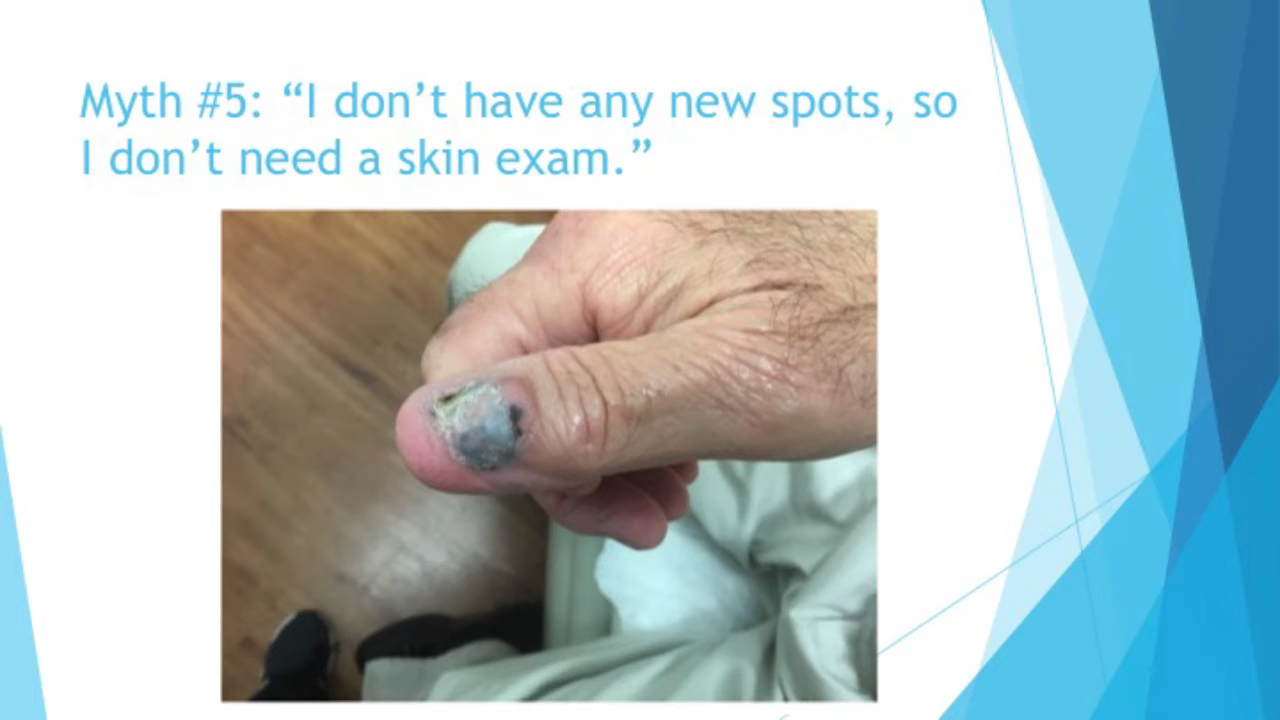 Myth #5: “I don’t have any new spots, so
I don’t need a skin exam.”